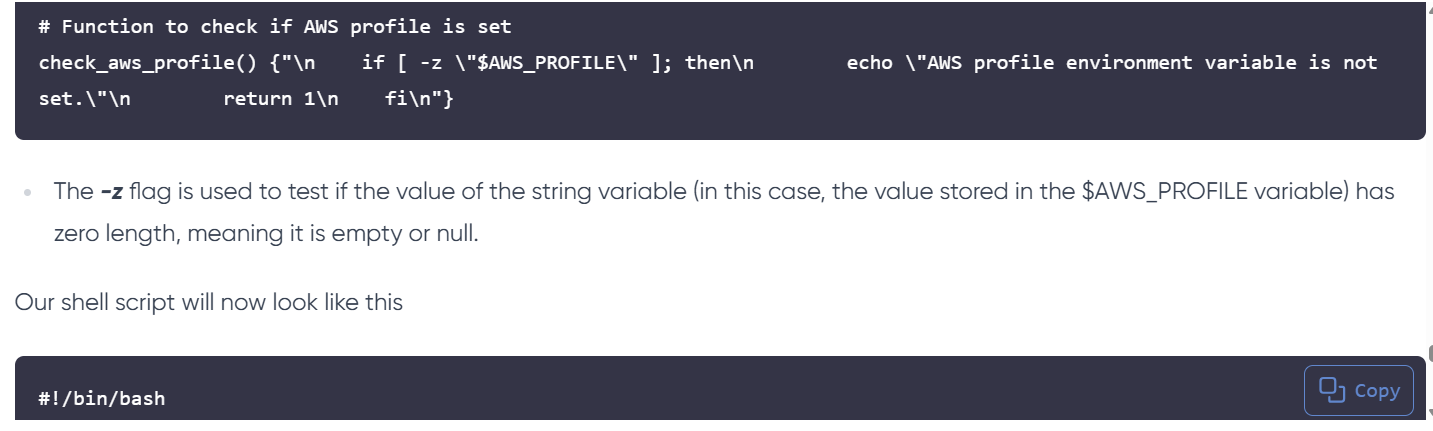 # Function to check if AWS profile is set
check_aws_profile() {"\n    if [ -z \"$AWS_PROFILE\" ]; then\n        echo \"AWS profile environment variable is not
set.\"\n        return 1\n    fi\n"}
The -z flag is used to test if the value of the string variable (in this case, the value stored in the $AWS_PROFILE variable) has
zero length, meaning it is empty or null.
Our shell script will now look like this
#!/bin/bash
Copy